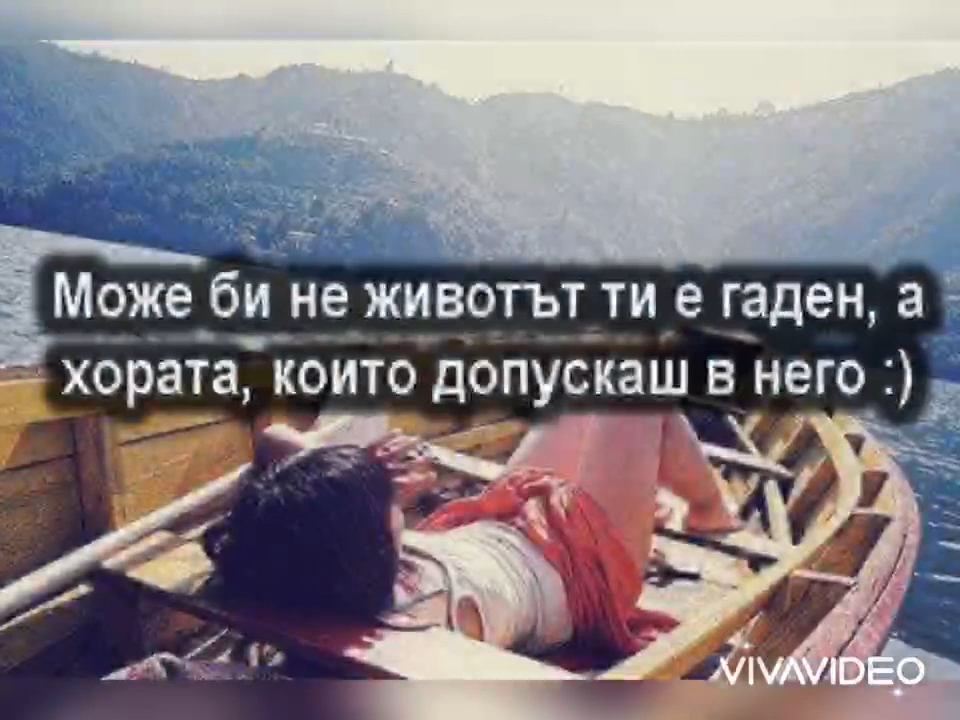 Може би не животът ти е гаден, а
хората, които допускаш в него :)
VIVAVIDEO